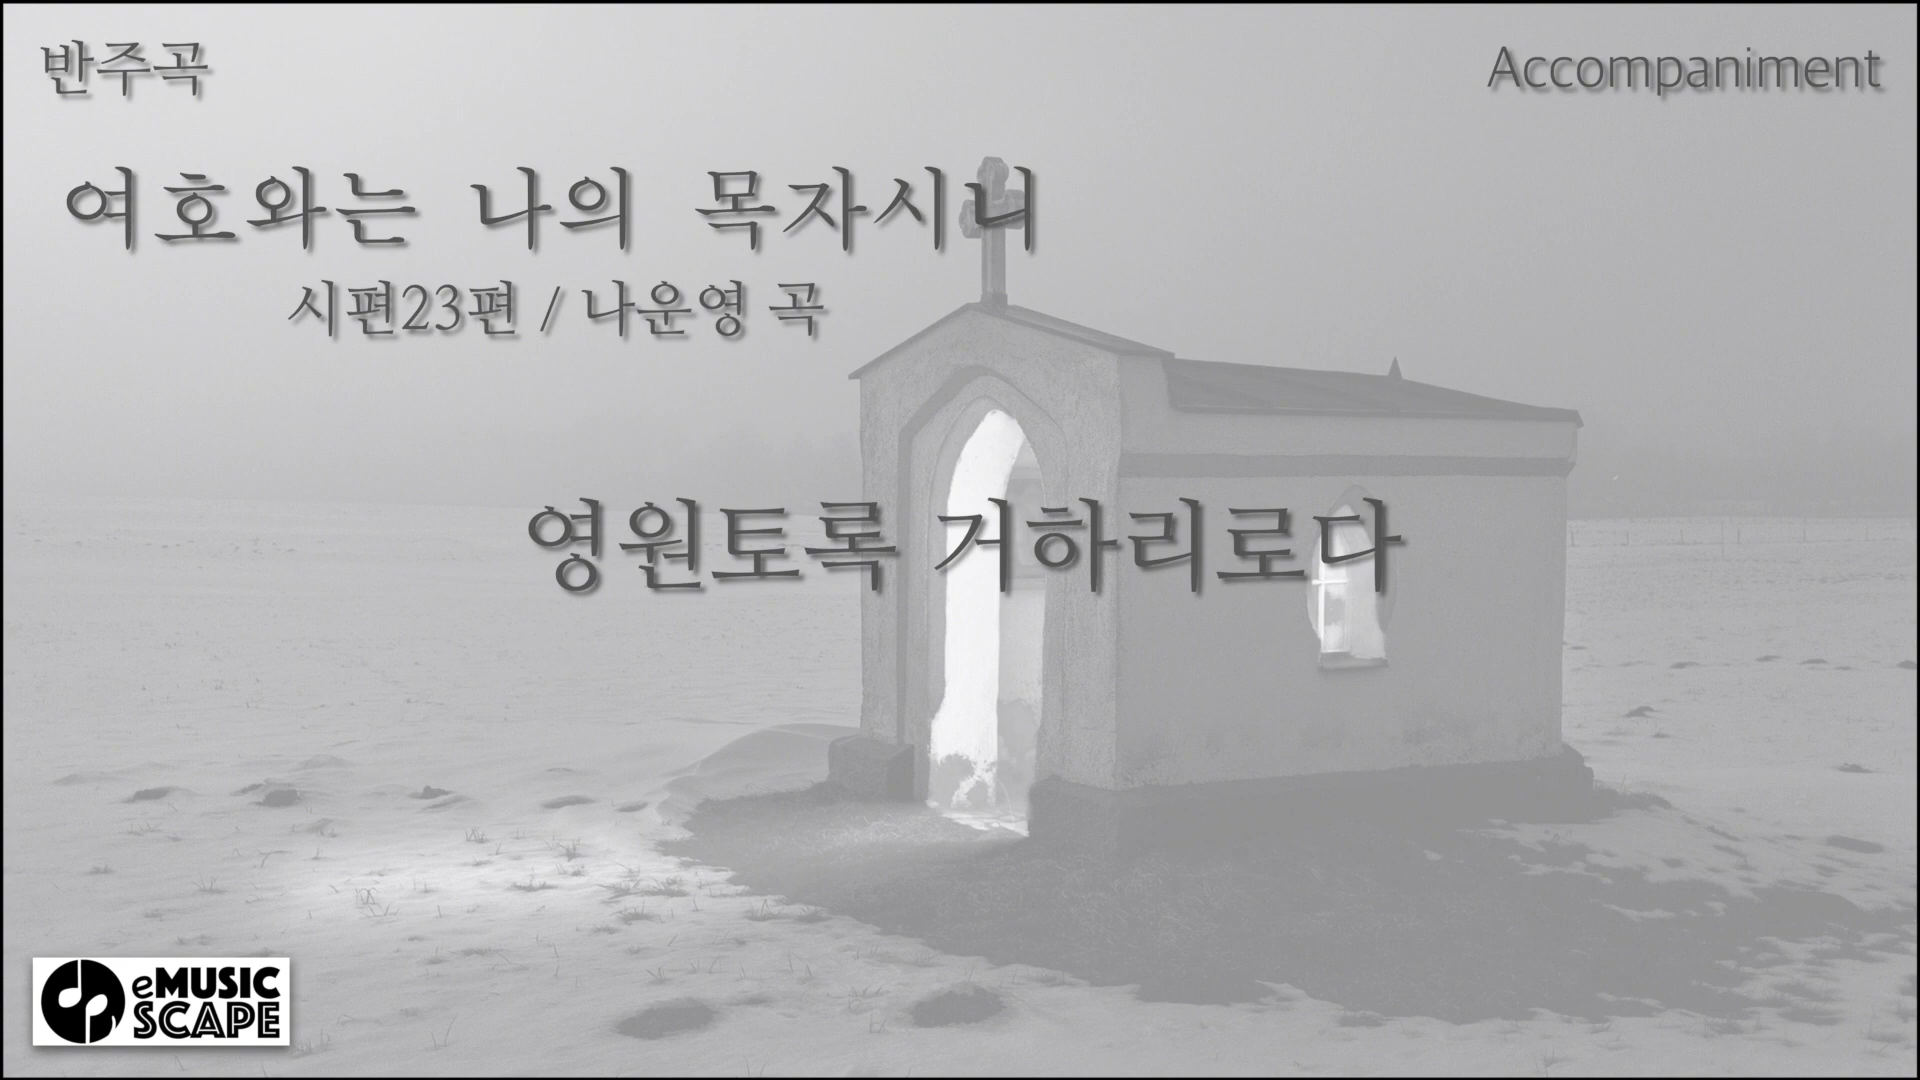 반주곡
Accompaniment
여호와는 나의 목자시니
시편23편 / 나운영 곡
영원토록 거하리로다
eMUSIC
SCAPE